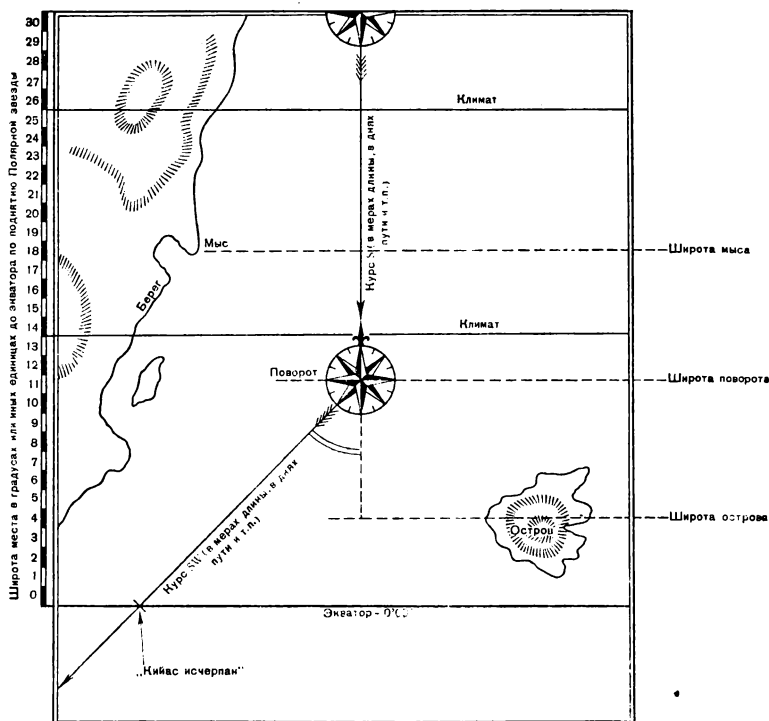 Широта места в градусах или иных единицах до экватора по поднятию Полярной звезды
30
29
28
27
26
25
24
23
22
21
20
19
18
17
16
15
14
13
12
11
10
9
8
7
6
5
4
3
2
1
0
Климат
Курс (в мерах длины, в днях
пути и т.п.)
Мыс
Широта мыса
Берег
Климат
Поворот
Широта поворота
Курс SW (в мерах длины, в днях
пути и т.п.)
Остров
Широта острова
Экватор - 0°
„Кийас исчерпан"